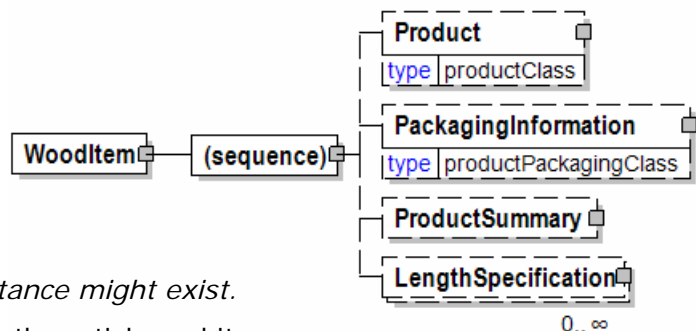 Product
type productClass
PackagingInformation
type productPackagingClass
WoodItem
(sequence)
ProductSummary
LengthSpecification
0..∞
tance might exist.